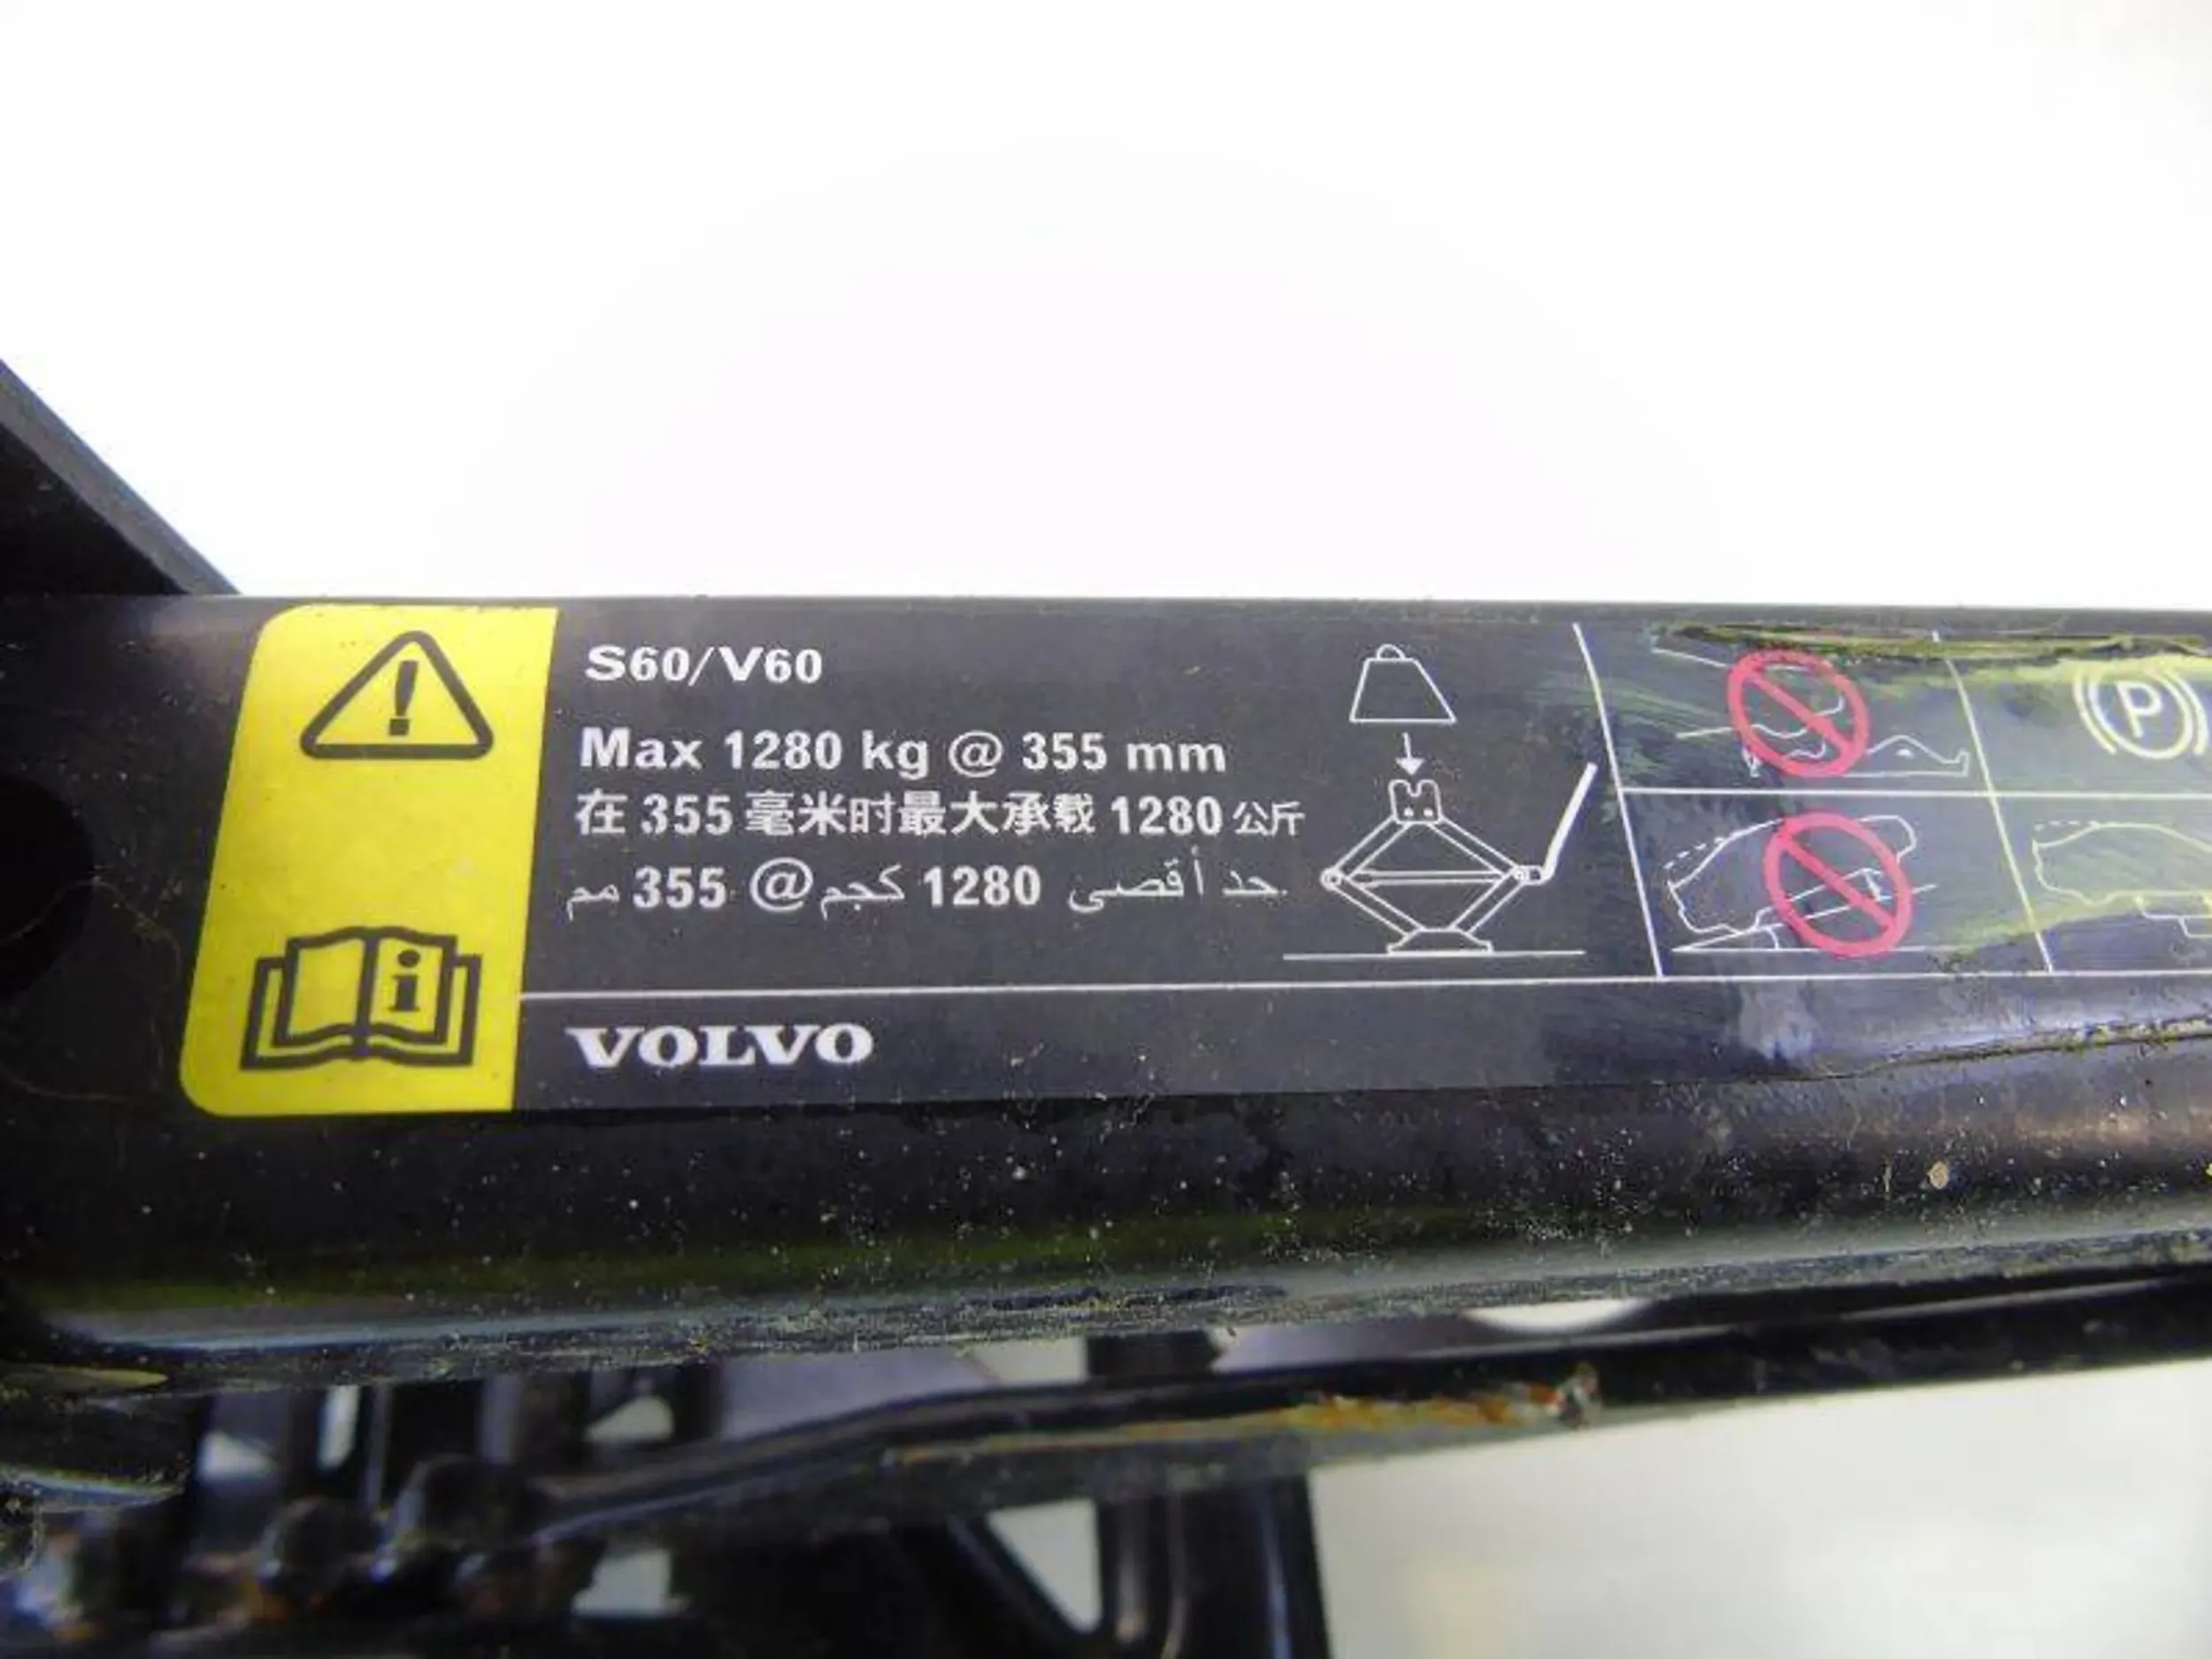 S60/V60
Max 1280 kg @ 355 mm
在 355 毫米时最大承载 1280 公斤
حد أقصى 1280 كجم @ 355 مم
VOLVO
P
i